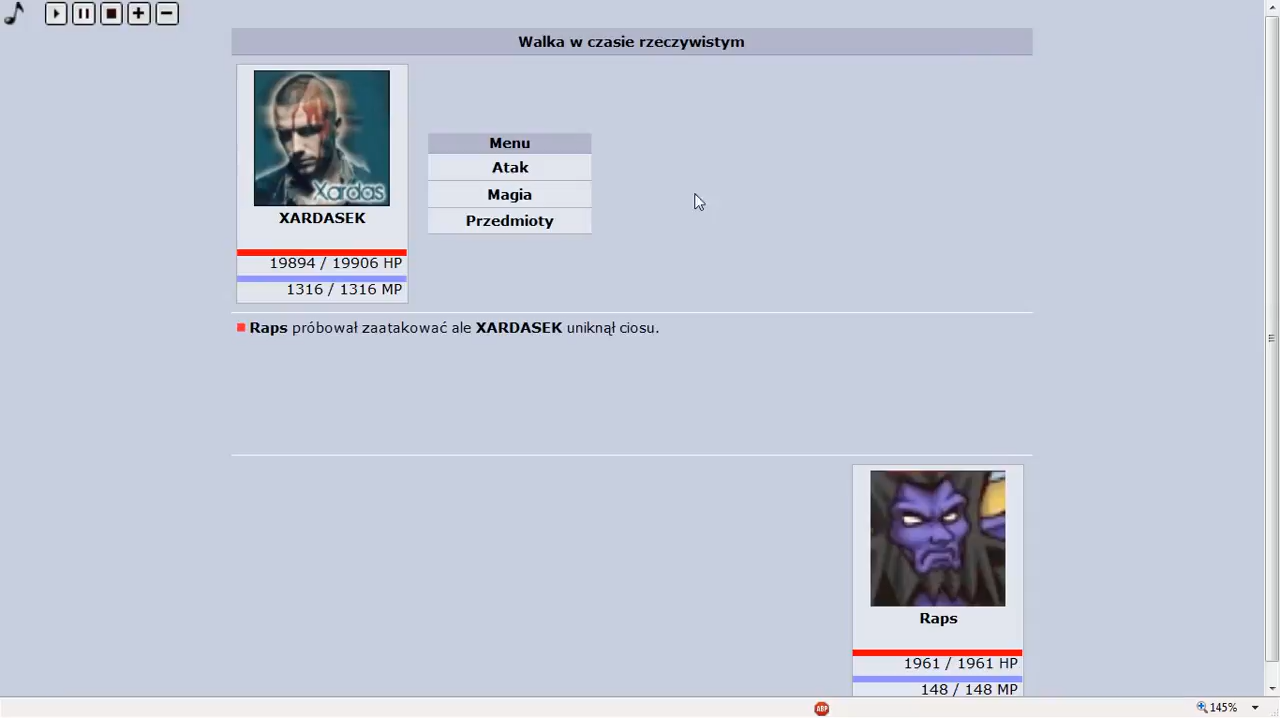 Walka w czasie rzeczywistym
Xardas
XARDASEK
19894 / 19906 HP
1316 / 1316 MP
Menu
Atak
Magia
Przedmioty
Raps próbował zaatakować ale XARDASEK uniknął ciosu.
Raps
1961 / 1961 HP
148 / 148 MP
ABP
145%